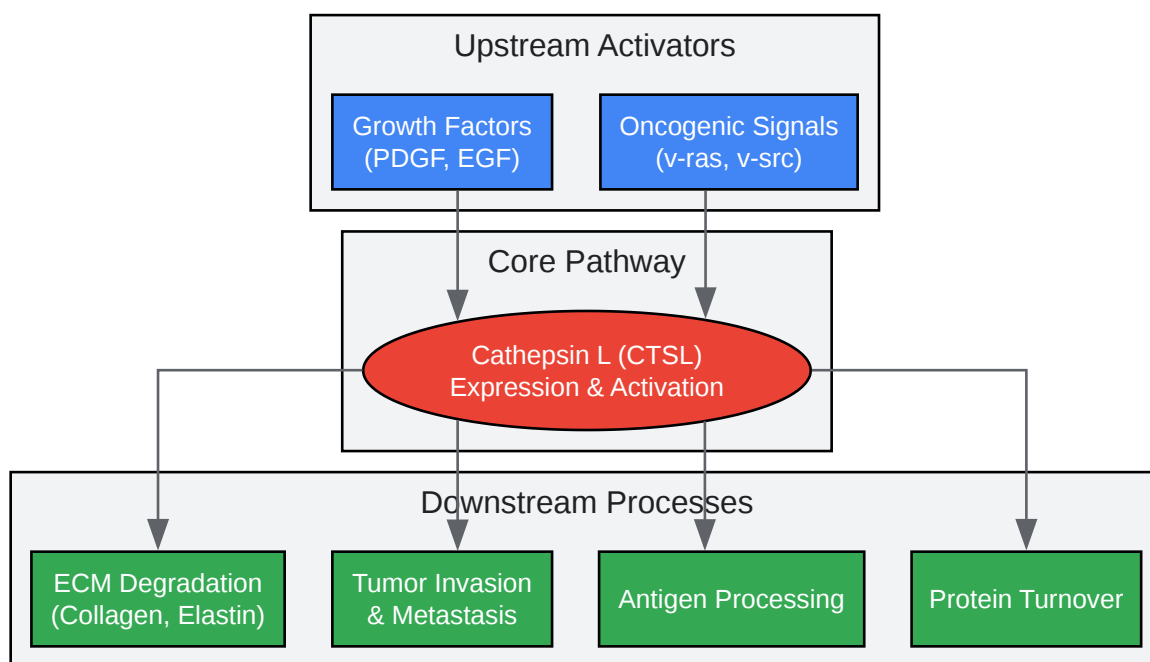 Upstream Activators
Growth Factors
(PDGF, EGF)
Oncogenic Signals
(v-ras, v-src)
Core Pathway
Cathepsin L (CTSL)
Expression & Activation
Downstream Processes
ECM Degradation
(Collagen, Elastin)
Tumor Invasion
& Metastasis
Antigen Processing
Protein Turnover